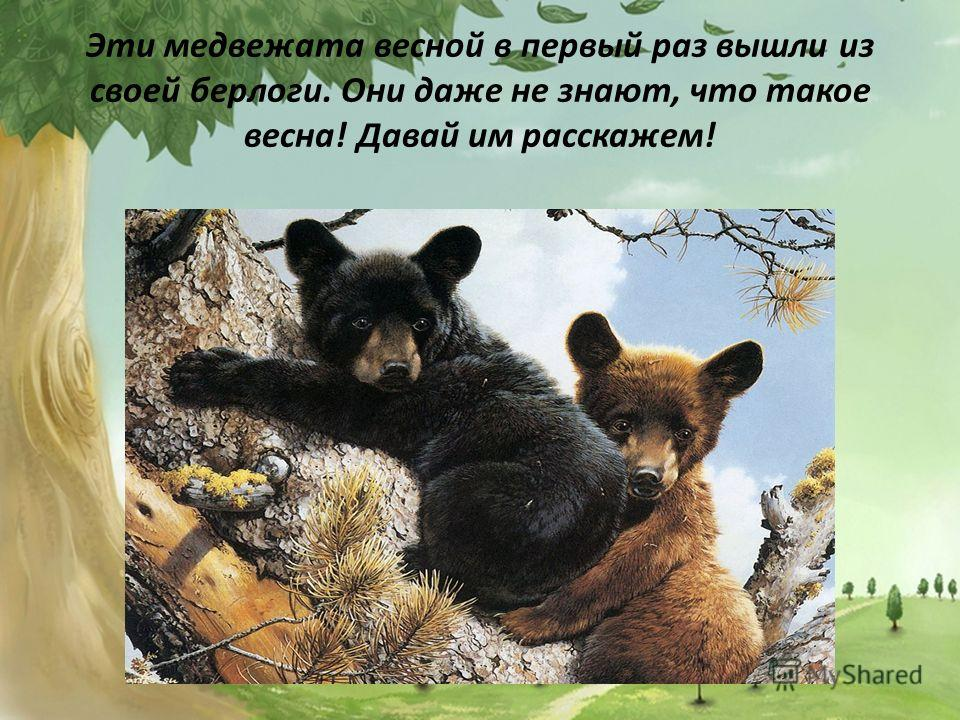 Эти медвежата весной в первый раз вышли из
своей берлоги. Они даже не знают, что такое
весна! Давай им расскажем!
MyShared